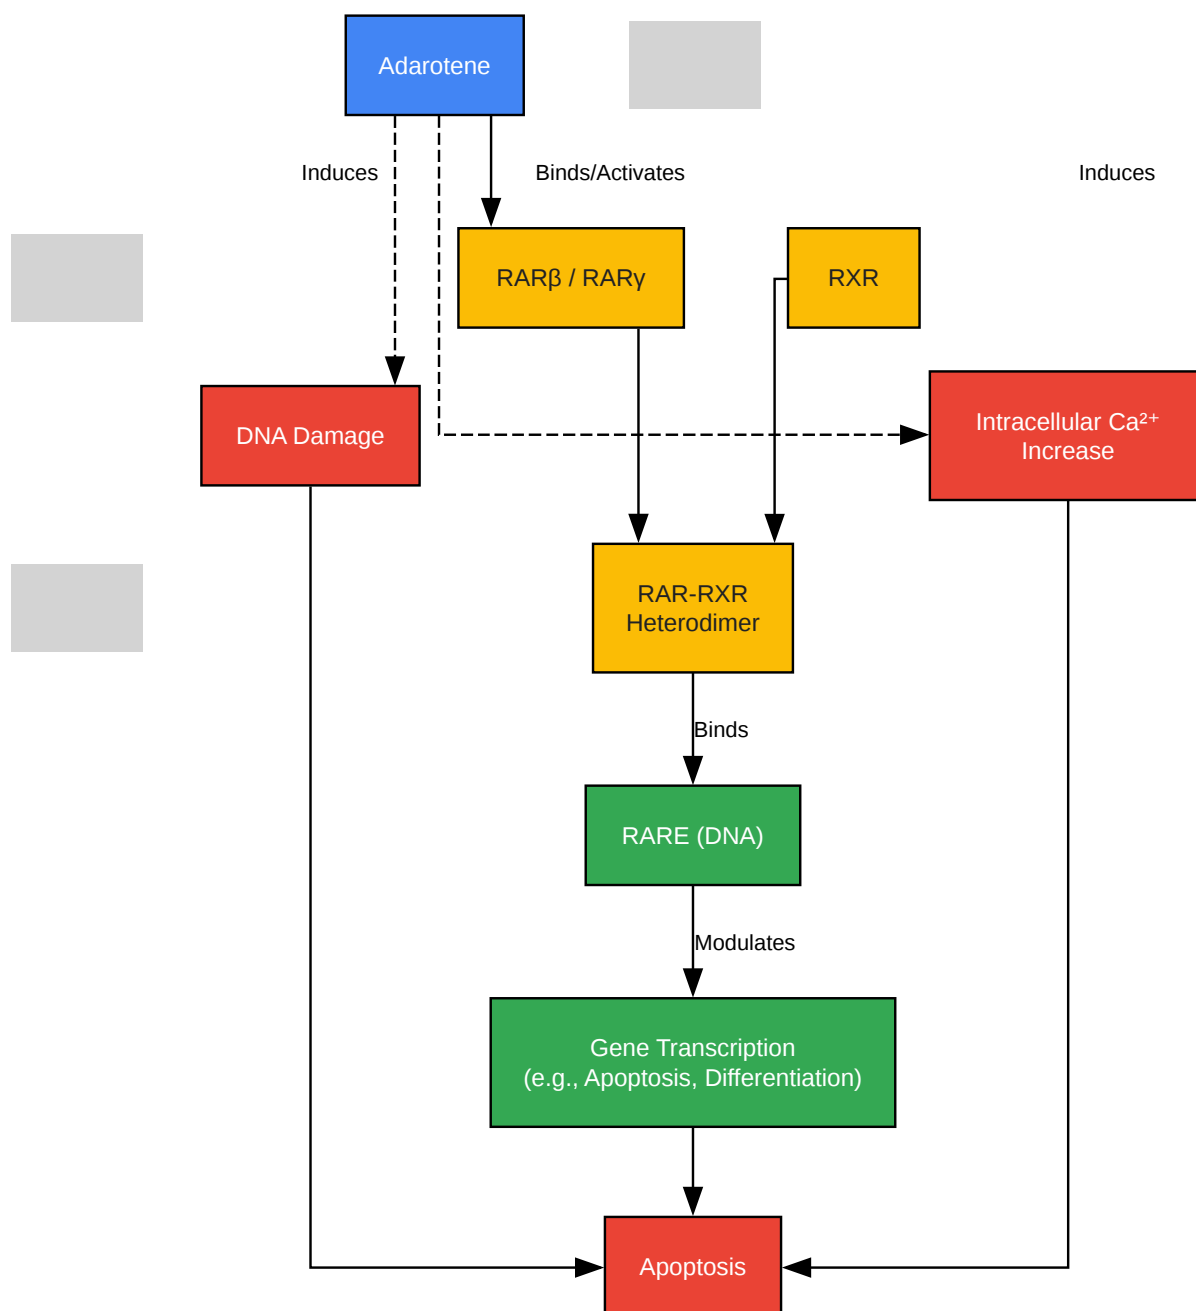 Adarotene
Induces
Binds/Activates
Induces
RARβ / RARγ
RXR
DNA Damage
Intracellular Ca²⁺
Increase
RAR-RXR
Heterodimer
Binds
RARE (DNA)
Modulates
Gene Transcription
(e.g., Apoptosis, Differentiation)
Apoptosis